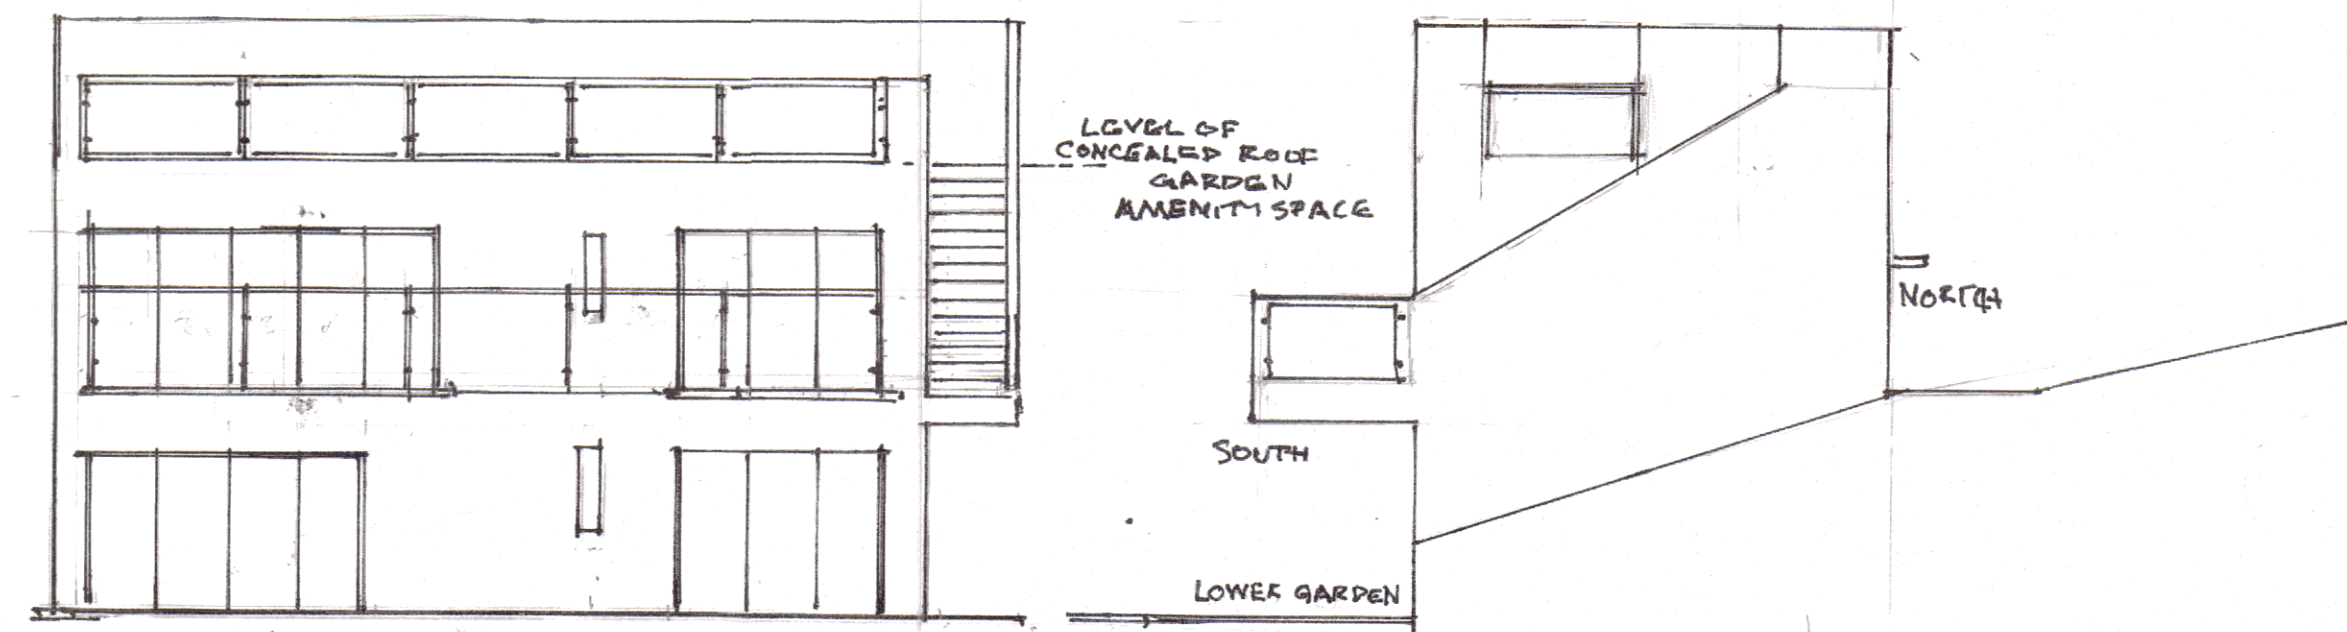 LEVEL OF
CONCEALED ROOF
GARDEN
AMENITY SPACE
NORTH
SOUTH
LOWER GARDEN